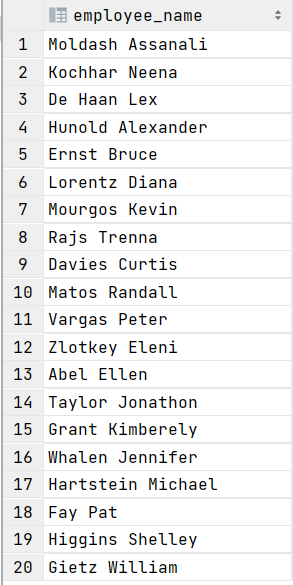 employee_name
1 Moldash Assanali
2 Kochhar Neena
3 De Haan Lex
4 Hunold Alexander
5 Ernst Bruce
6 Lorentz Diana
7 Mourgos Kevin
8 Rajs Trenna
9 Davies Curtis
10 Matos Randall
11 Vargas Peter
12 Zlotkey Eleni
13 Abel Ellen
14 Taylor Jonathon
15 Grant Kimberely
16 Whalen Jennifer
17 Hartstein Michael
18 Fay Pat
19 Higgins Shelley
20 Gietz William